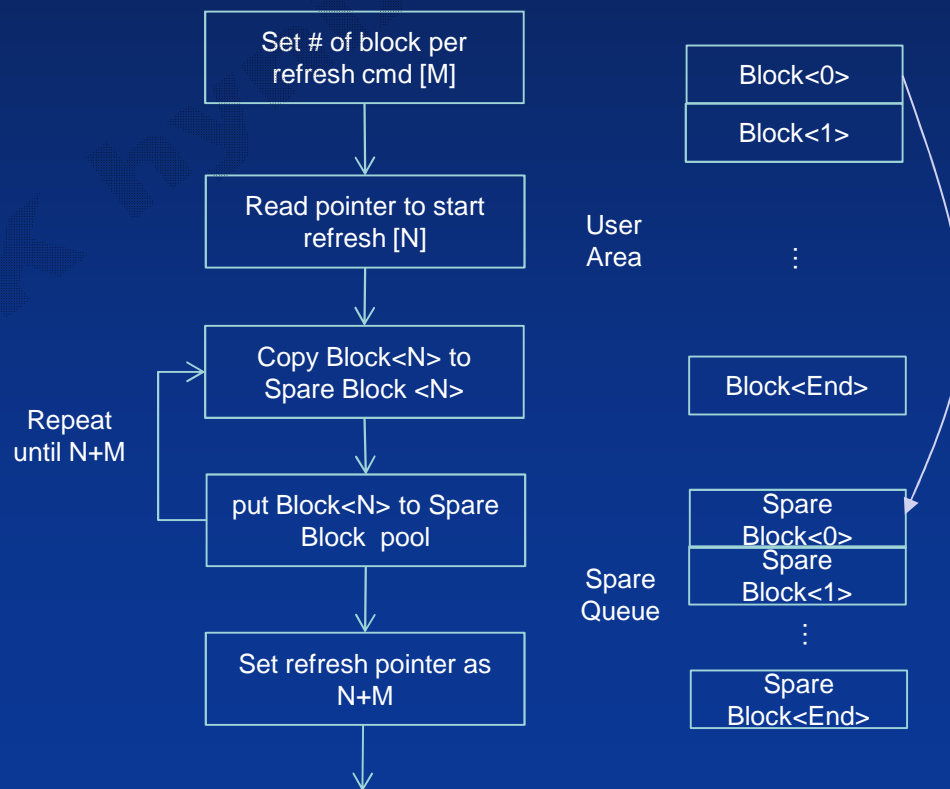 Set # of block per
refresh cmd [M]
Read pointer to start
refresh [N]
Copy Block<N> to
Spare Block <N>
Repeat
until N+M
put Block<N> to Spare
Block pool
Set refresh pointer as
N+M
Block<0>
Block<1>
User
Area
⋮
Block<End>
Spare
Block<0>
Spare
Block<1>
Spare
Queue
⋮
Spare
Block<End>